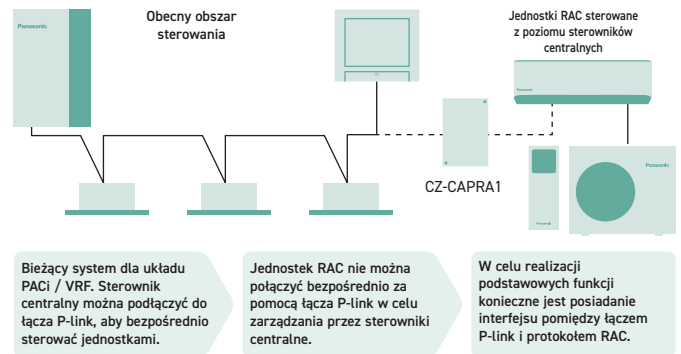 Panasonic
Obecny obszar
sterowania
Jednostki RAC sterowane
z poziomu sterowników
centralnych
Panasonic
CZ-CAPRA1
Panasonic
Panasonic
Bieżący system dla układu
PACi / VRF. Sterownik
centralny można podłączyć do
łącza P-link, aby bezpośrednio
sterować jednostkami.
Jednostek RAC nie można
połączyć bezpośrednio za
pomocą łącza P-link w celu
zarządzania przez sterowniki
centralne.
W celu realizacji
podstawowych funkcji
konieczne jest posiadanie
interfejsu pomiędzy łączem
P-link i protokołem RAC.